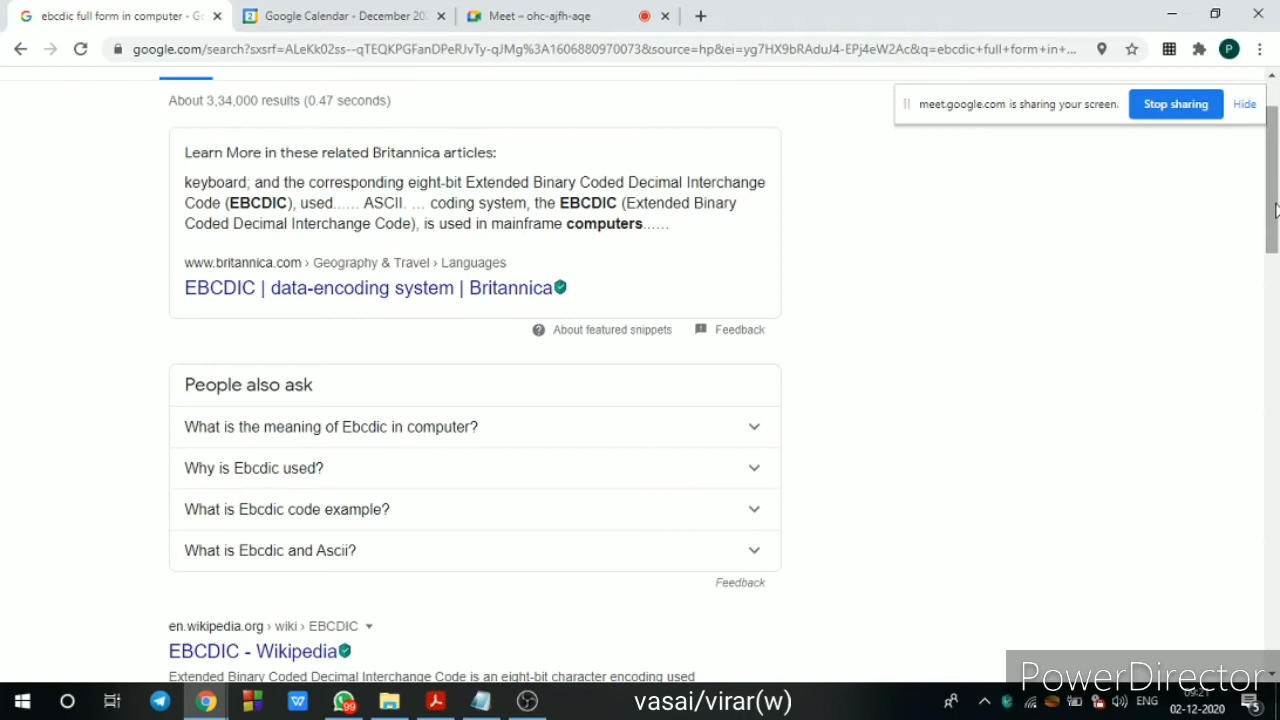 ebcdic full form in computer - Go
Google Calendar - December 202
Meet – ohc-ajfh-aqe
google.com/search?sxsrf=ALeKk02ss--qTEQKPGFanDPeRJvTy-qJMg%3A1606880970073&source=hp&ei=yg7HX9bRAduJ4-EPj4eW2Ac&q=ebcdic+full+form+in+...
P
About 3,34,000 results (0.47 seconds)
meet.google.com is sharing your screen.
Stop sharing
Hide
Learn More in these related Britannica articles:
keyboard; and the corresponding eight-bit Extended Binary Coded Decimal Interchange
Code (EBCDIC), used…… ASCII. … coding system, the EBCDIC (Extended Binary
Coded Decimal Interchange Code), is used in mainframe computers……
www.britannica.com › Geography & Travel › Languages
EBCDIC | data-encoding system | Britannica
About featured snippets
Feedback
People also ask
What is the meaning of Ebcdic in computer?
Why is Ebcdic used?
What is Ebcdic code example?
What is Ebcdic and Ascii?
Feedback
en.wikipedia.org › wiki › EBCDIC
EBCDIC - Wikipedia
Extended Binary Coded Decimal Interchange Code is an eight-bit character encoding used
PowerDirector
99
vasai/virar(w)
ENG
09:21
02-12-2020
5